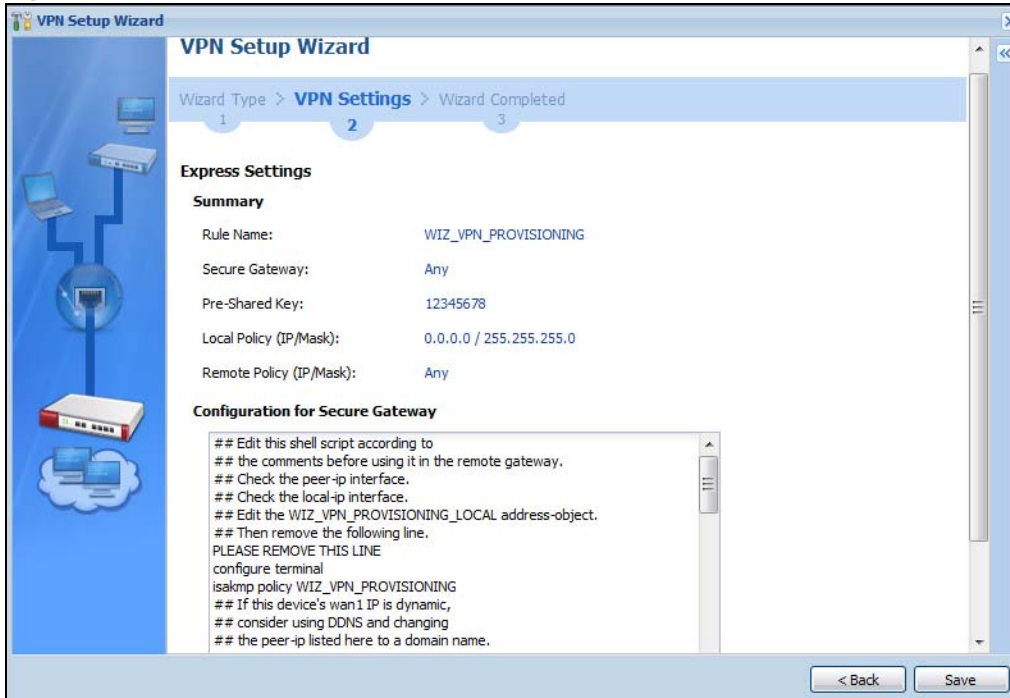 VPN Setup Wizard
VPN Setup Wizard
Wizard Type > VPN Settings > Wizard Completed
1 2 3
Express Settings
Summary
Rule Name: WIZ_VPN_PROVISIONING
Secure Gateway: Any
Pre-Shared Key: 12345678
Local Policy (IP/Mask): 0.0.0.0 / 255.255.255.0
Remote Policy (IP/Mask): Any
Configuration for Secure Gateway
## Edit this shell script according to
## the comments before using it in the remote gateway.
## Check the peer-ip interface.
## Check the local-ip interface.
## Edit the WIZ_VPN_PROVISIONING_LOCAL address-object.
## Then remove the following line.
PLEASE REMOVE THIS LINE
configure terminal
isakmp policy WIZ_VPN_PROVISIONING
## If this device's wan1 IP is dynamic,
## consider using DDNS and changing
## the peer-ip listed here to a domain name.
< Back Save